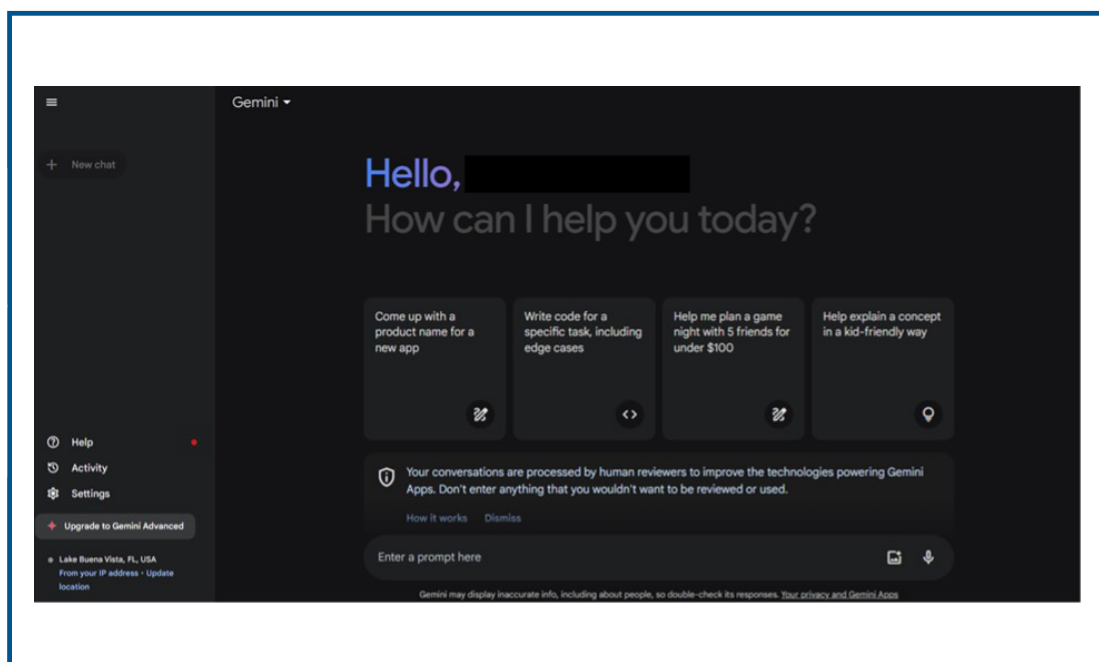 Gemini
New chat
Hello,
How can I help you today?
Come up with a
product name for a
new app
Write code for a
specific task, including
edge cases
Help me plan a game
night with 5 friends for
under $100
Help explain a concept
in a kid-friendly way
Your conversations are processed by human reviewers to improve the technologies powering Gemini
Apps. Don't enter anything that you wouldn't want to be reviewed or used.
How it works Dismiss
Enter a prompt here
Gemini may display inaccurate info, including about people, so double-check its responses. Your privacy and Gemini Apps
Help
Activity
Settings
Upgrade to Gemini Advanced
Lake Buena Vista, FL, USA
From your IP address • Update
location